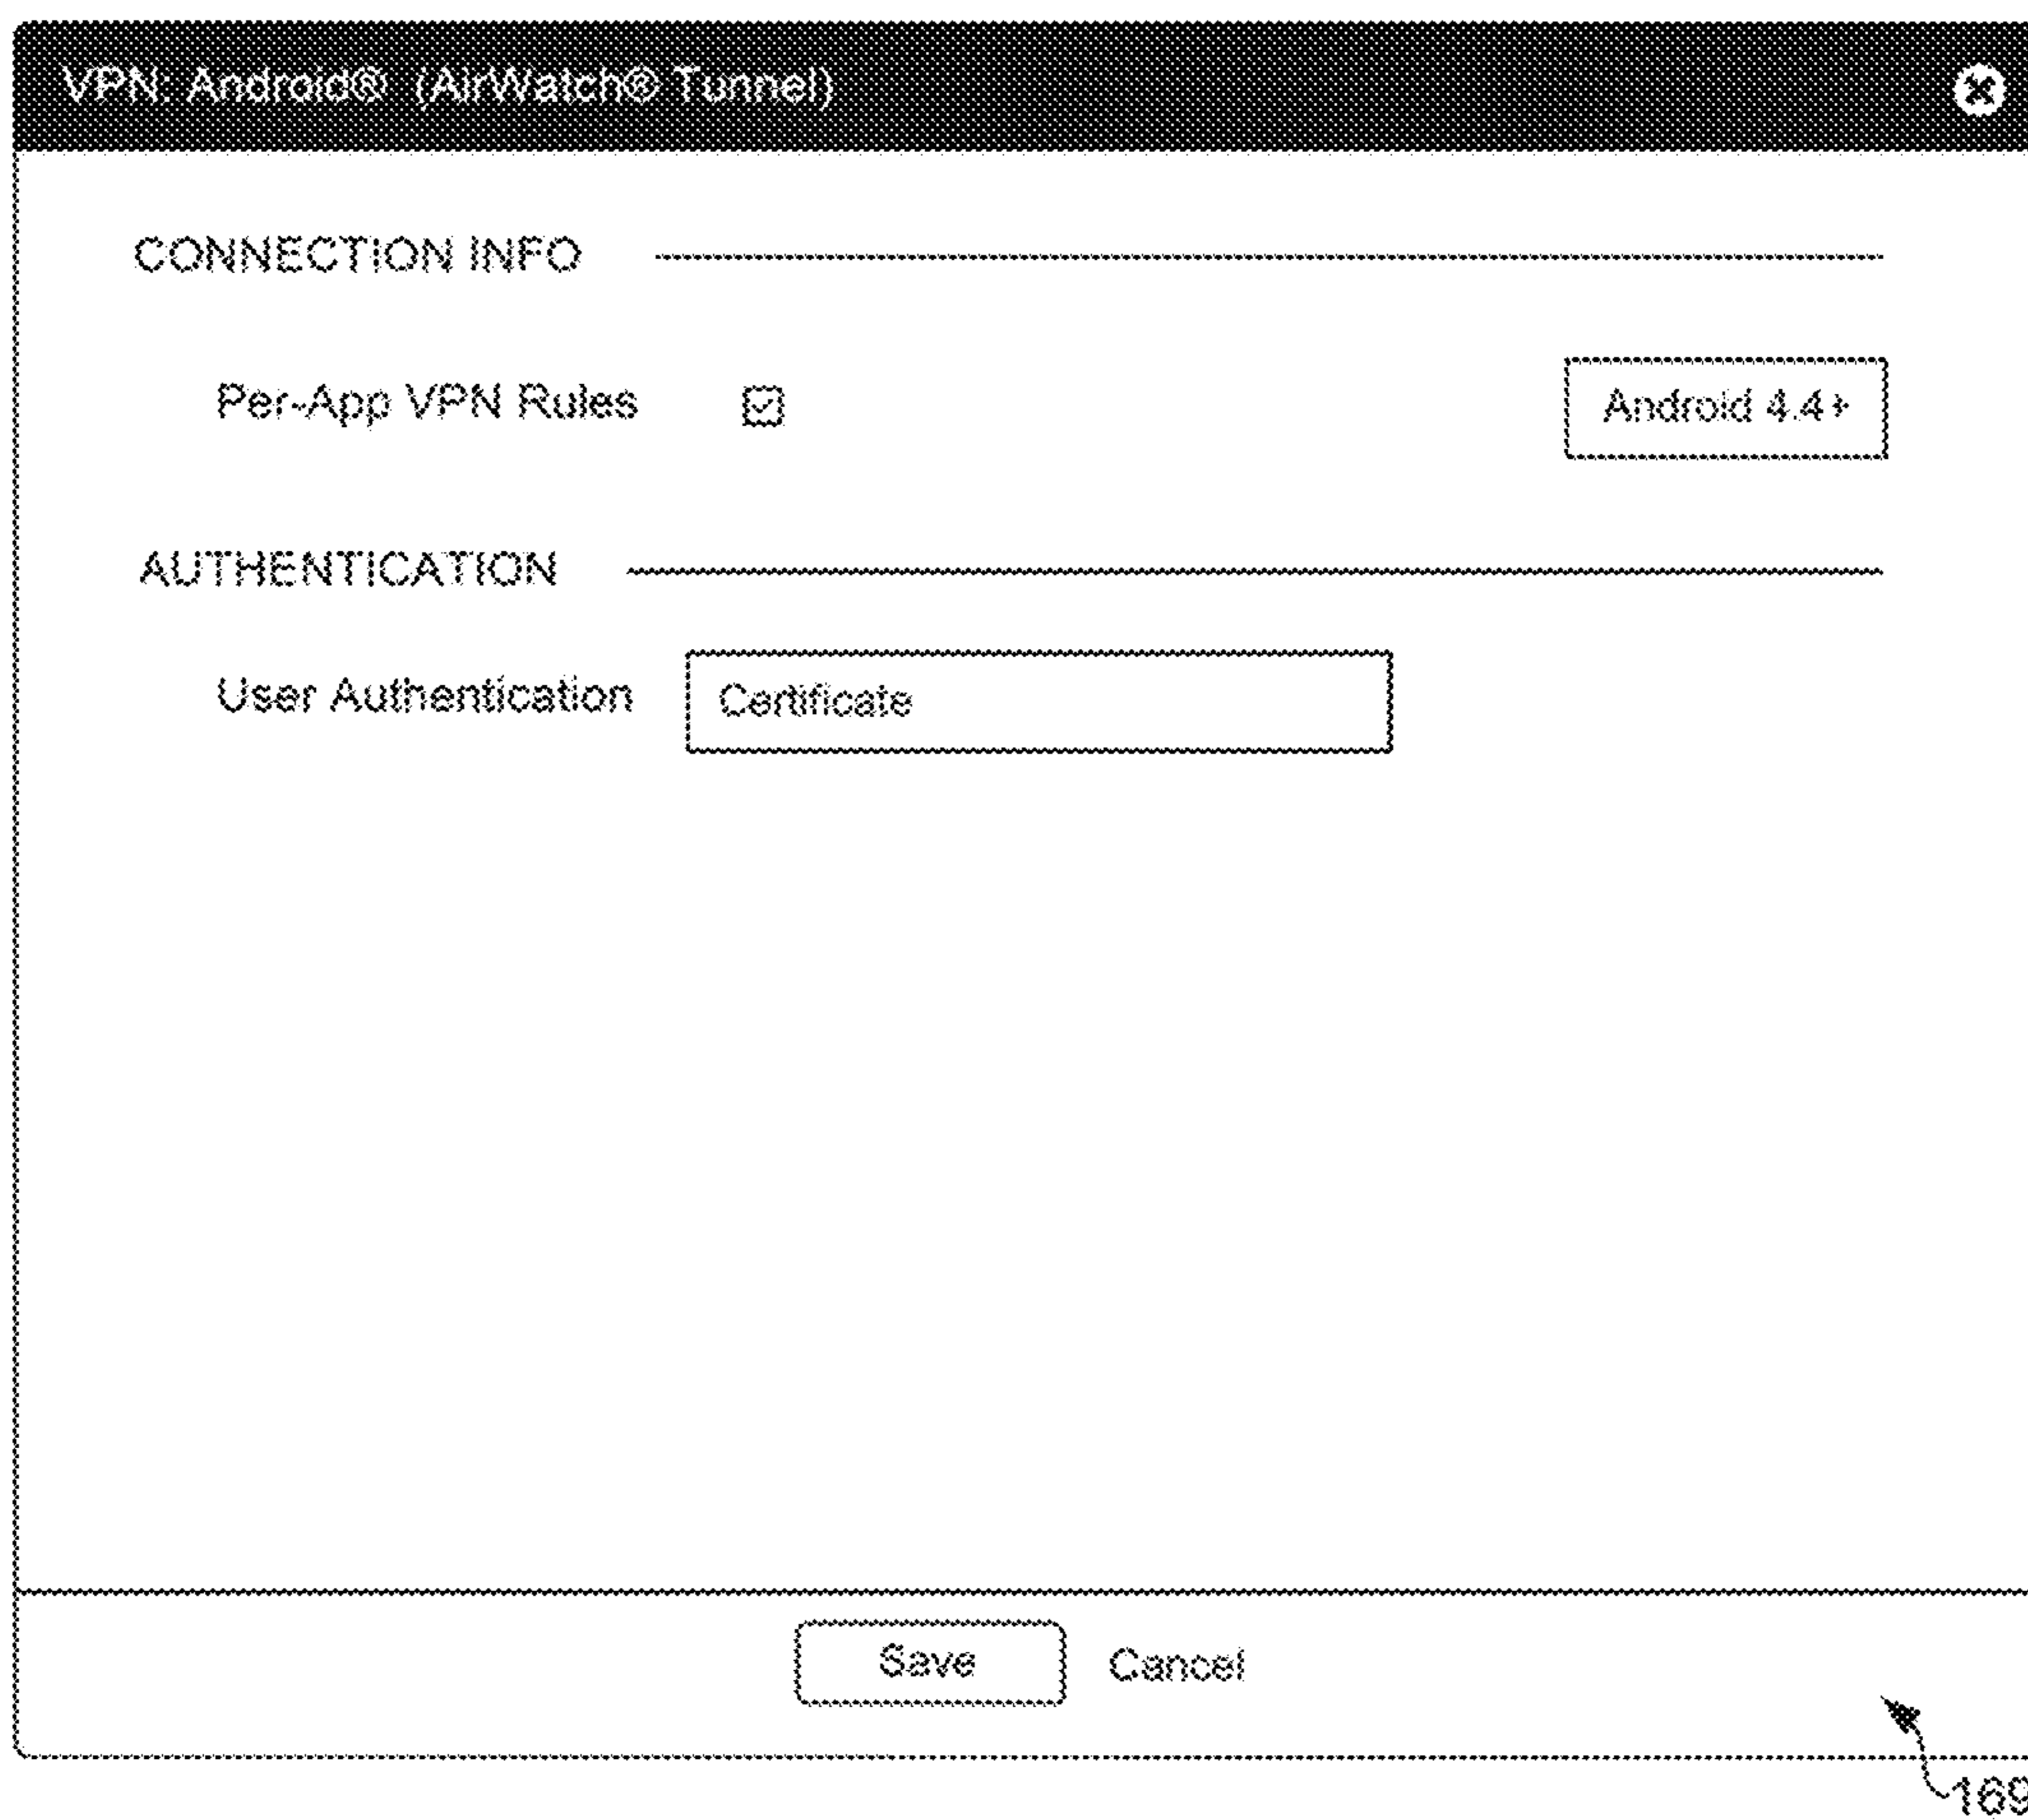 VPN: Android® (AirWatch® Tunnel)
CONNECTION INFO
Per-App VPN Rules
Android 4.4+
AUTHENTICATION
User Authentication
Certificate
Save Cancel
169